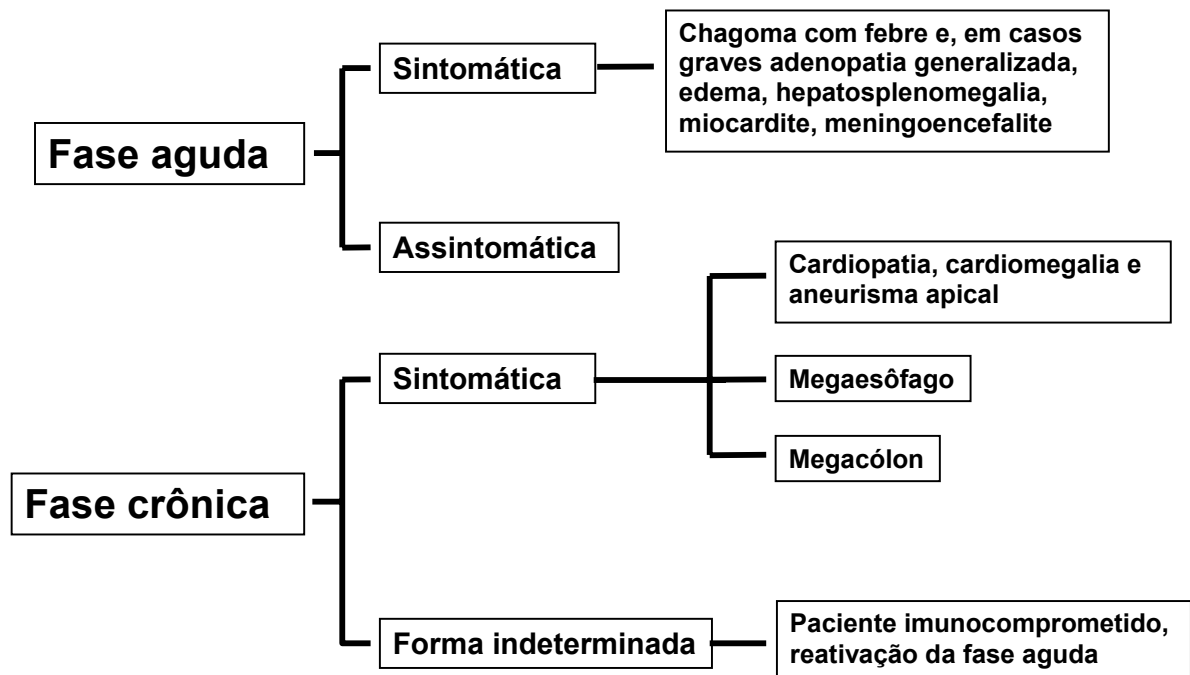 Fase aguda
Sintomática
Chagoma com febre e, em casos
graves adenopatia generalizada,
edema, hepatosplenomegalia,
miocardite, meningoencefalite
Assintomática
Fase crônica
Sintomática
Cardiopatia, cardiomegalia e
aneurisma apical
Megaesôfago
Megacólon
Forma indeterminada
Paciente imunocomprometido,
reativação da fase aguda